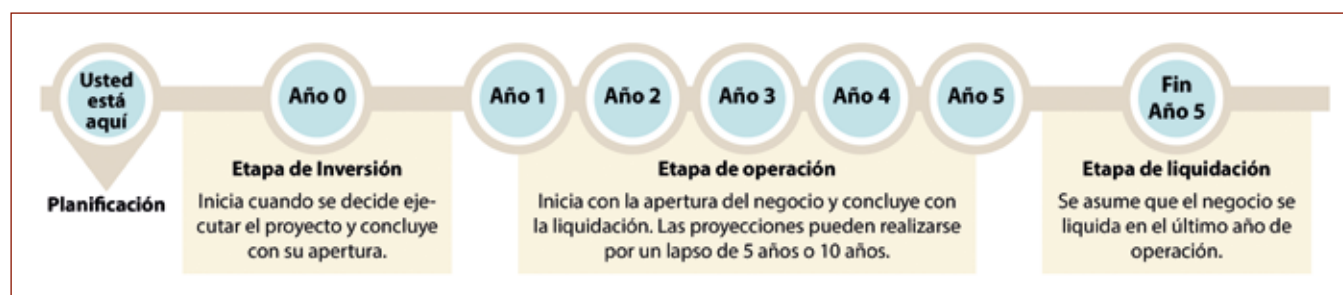 Usted
está
aquí
Planificación
Año 0
Etapa de Inversión
Inicia cuando se decide eje-
cutar el proyecto y concluye
con su apertura.
Año 1
Año 2
Año 3
Año 4
Año 5
Etapa de operación
Inicia con la apertura del negocio y concluye con
la liquidación. Las proyecciones pueden realizarse
por un lapso de 5 años o 10 años.
Fin
Año 5
Etapa de liquidación
Se asume que el negocio se
liquida en el último año de
operación.